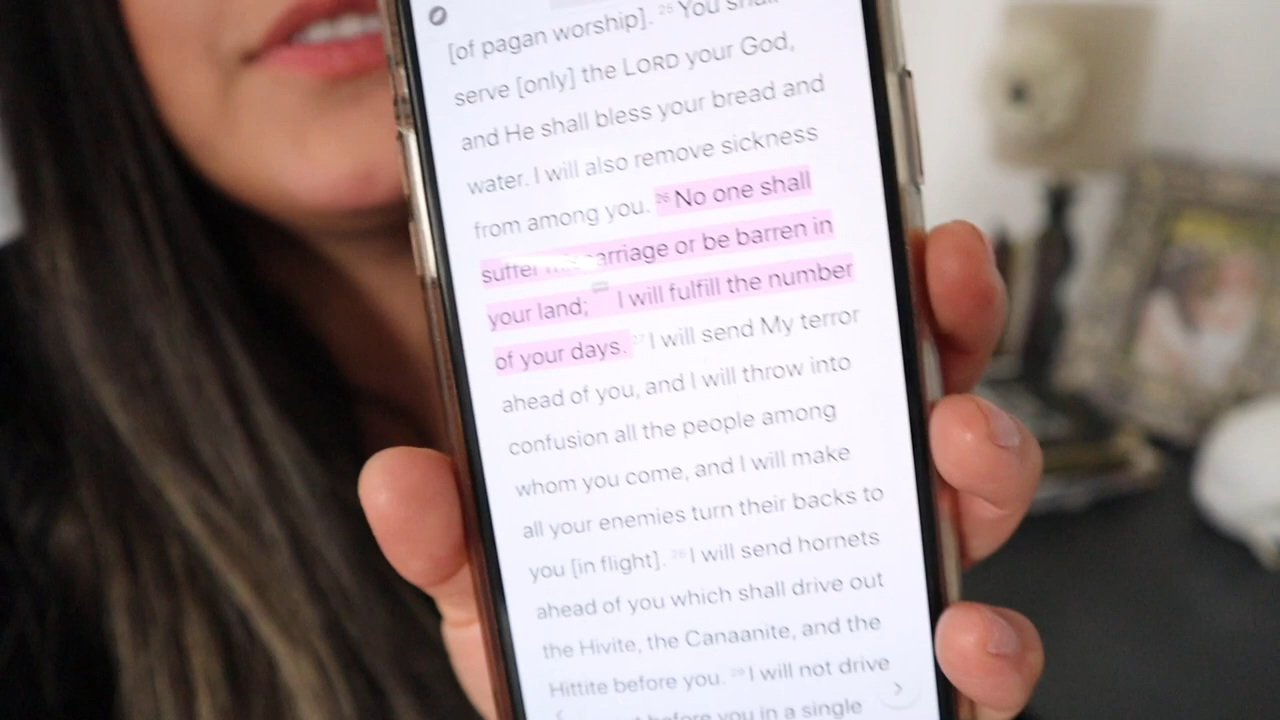 [of pagan worship]. 25 You shall
serve [only] the LORD your God,
and He shall bless your bread and
water. I will also remove sickness
from among you. 26 No one shall
suffer arriage or be barren in
your land; I will fulfill the number
of your days. 27 I will send My terror
ahead of you, and I will throw into
confusion all the people among
whom you come, and I will make
all your enemies turn their backs to
you [in flight]. 28 I will send hornets
ahead of you which shall drive out
the Hivite, the Canaanite, and the
Hittite before you. 29 I will not drive
before you in a single